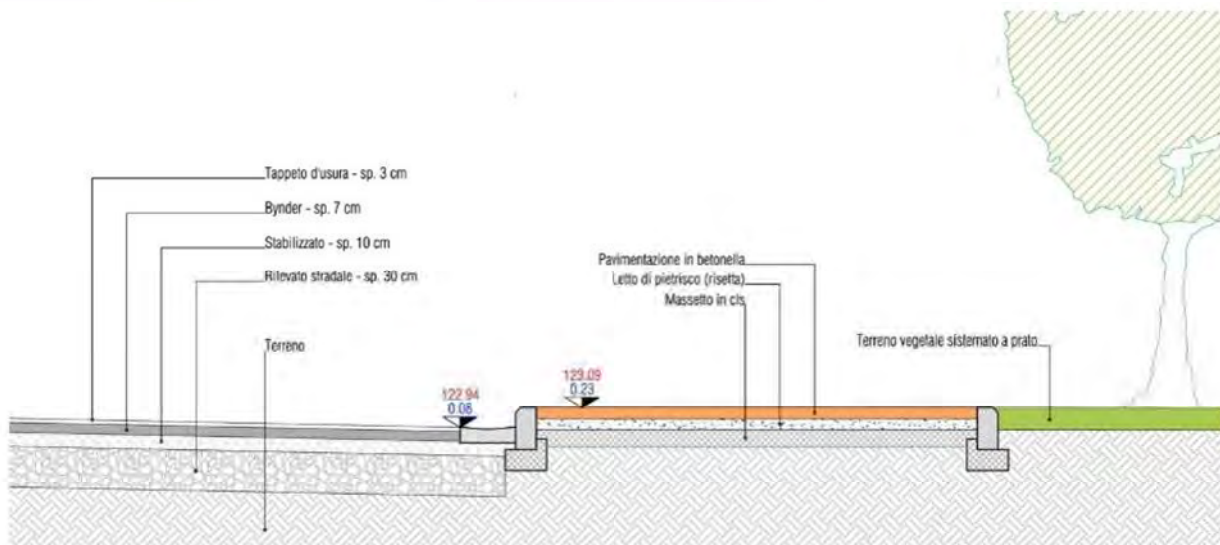 Tappeto d'usura - sp. 3 cm
Bynder - sp. 7 cm
Stabilizzato - sp. 10 cm
Rilevato stradale - sp. 30 cm
Terreno
Pavimentazione in betonella
Letto di pietrisco (risetta)
Massetto in cls
Terreno vegetale sistemato a prato
122.94
0.08
123.09
0.23